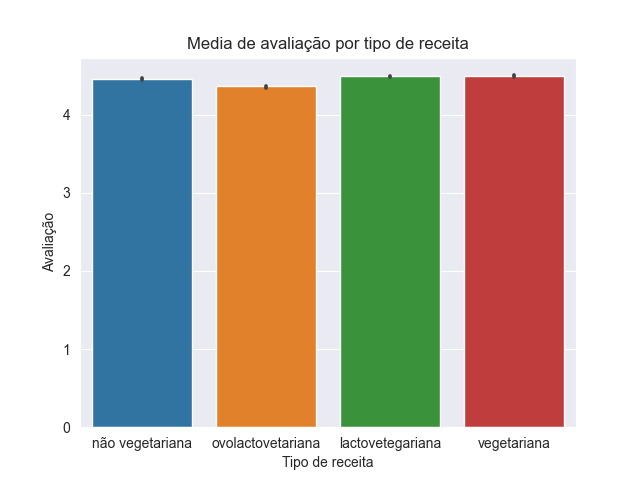 Media de avaliação por tipo de receita
Avaliação
4
3
2
1
0
não vegetariana
ovolactovetariana
lactovetegariana
vegetariana
Tipo de receita